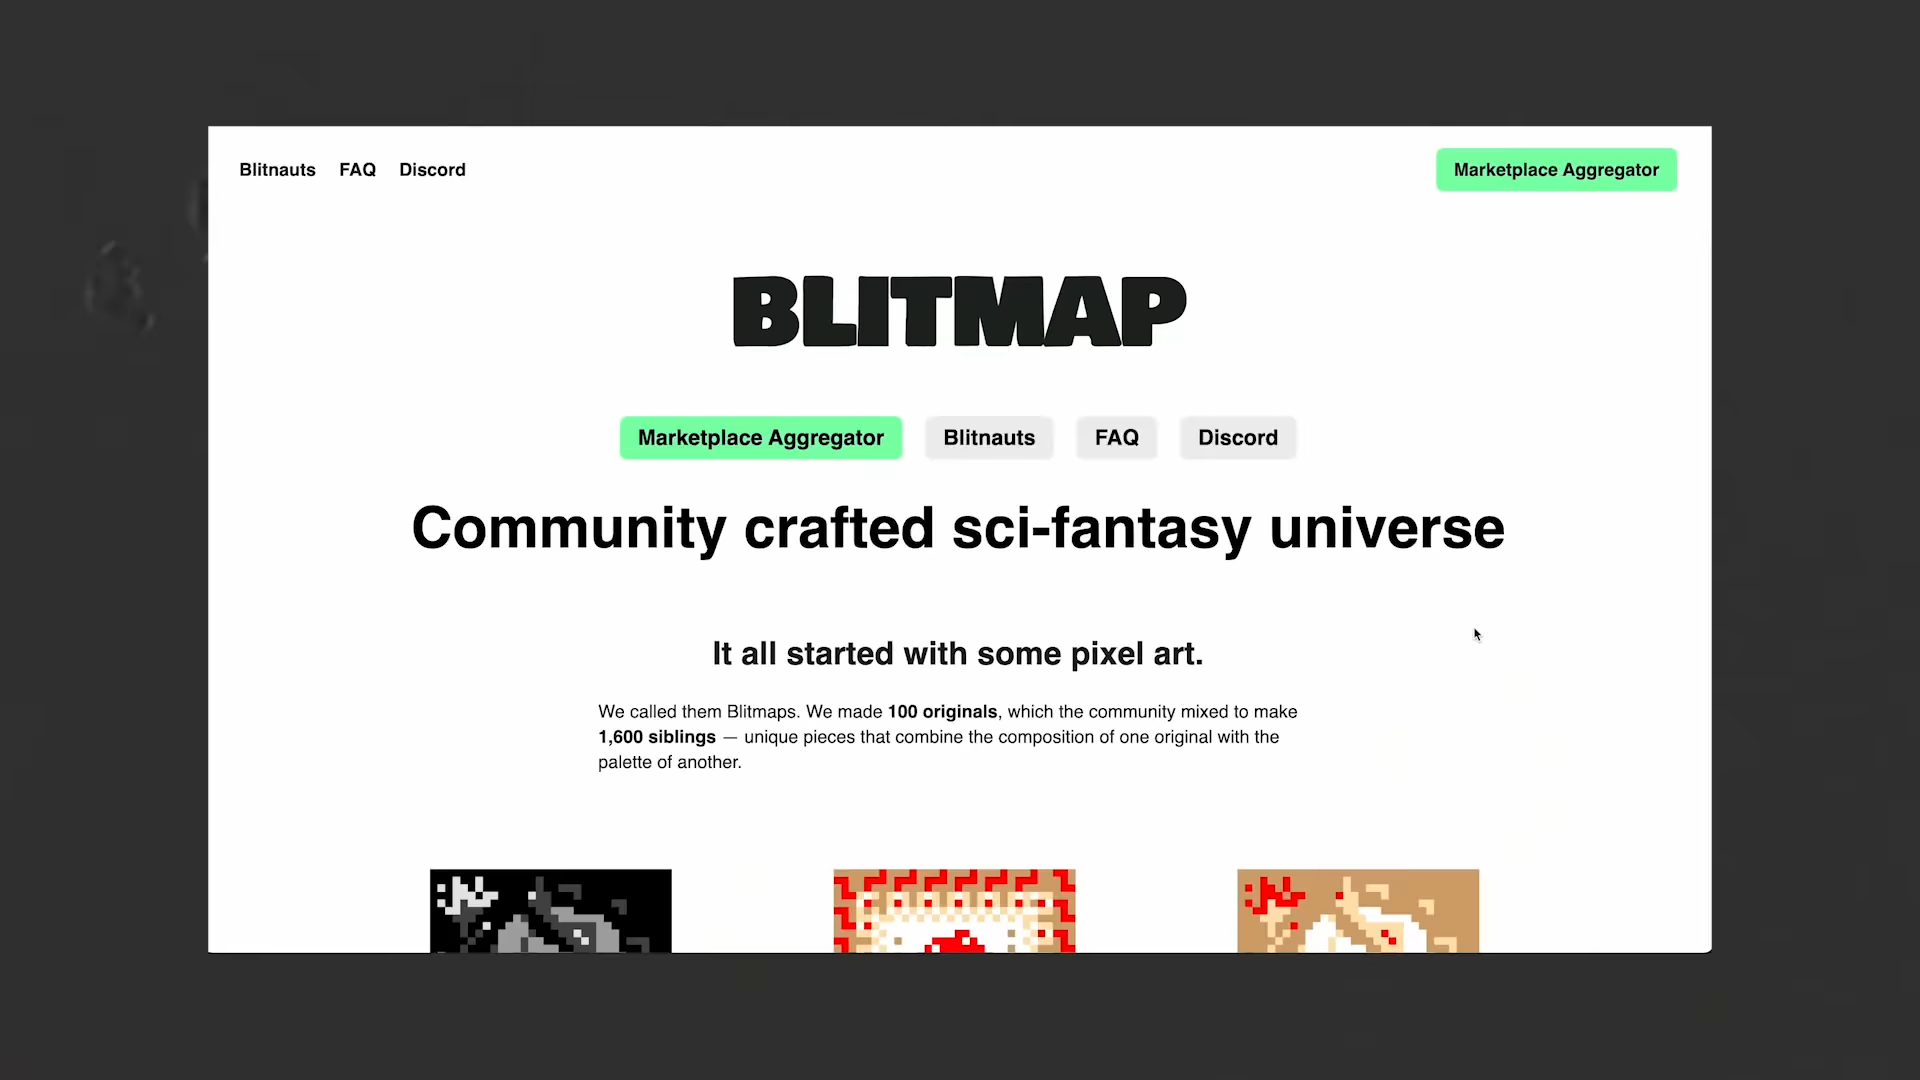 Blitnauts FAQ Discord Marketplace Aggregator
BLITMAP
Marketplace Aggregator Blitnauts FAQ Discord
Community crafted sci-fantasy universe
It all started with some pixel art.
We called them Blitmaps. We made 100 originals, which the community mixed to make
1,600 siblings — unique pieces that combine the composition of one original with the
palette of another.